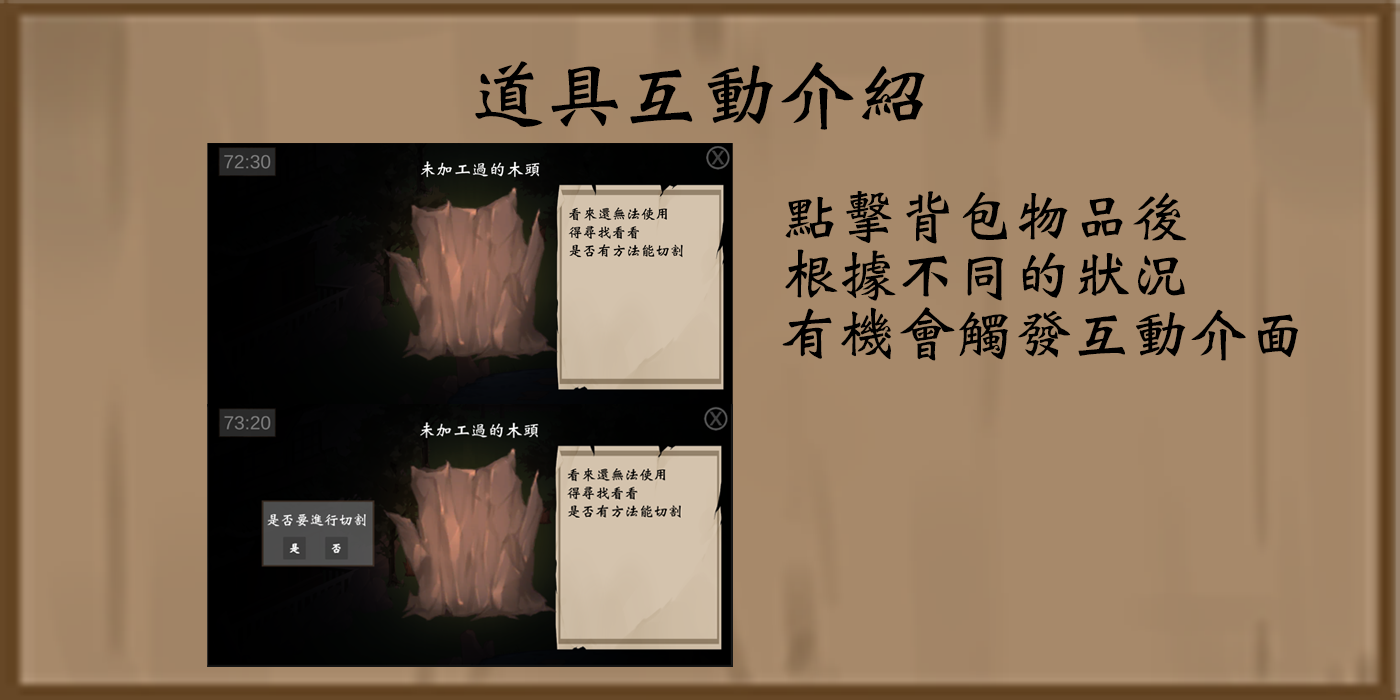 道具互動介紹
72:30
未加工過的木頭
X
看來還無法使用
得尋找看看
是否有方法能切割
73:20
未加工過的木頭
X
是否要進行切割
是 否
看來還無法使用
得尋找看看
是否有方法能切割
點擊背包物品後
根據不同的狀況
有機會觸發互動介面